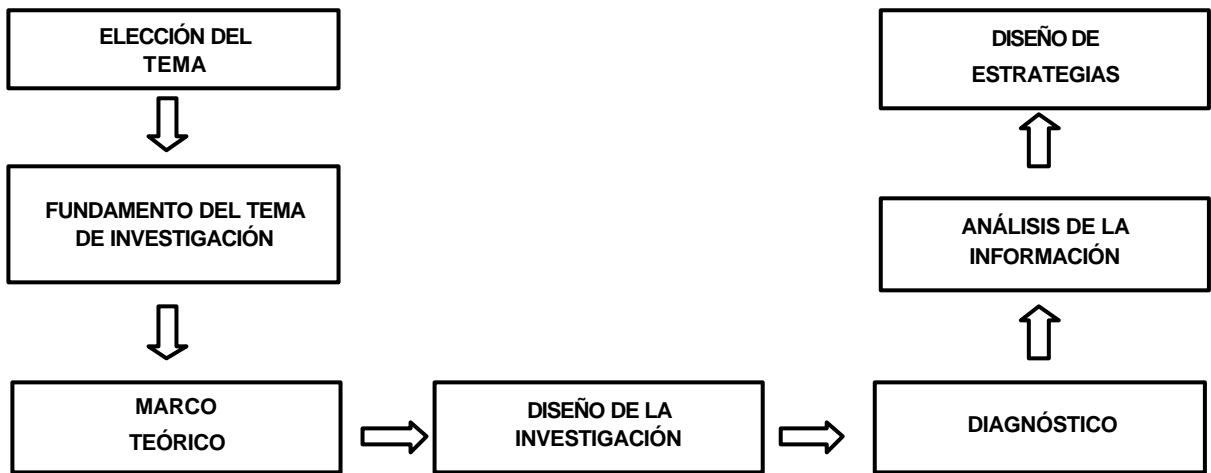 ELECCIÓN DEL
TEMA
FUNDAMENTO DEL TEMA
DE INVESTIGACIÓN
MARCO
TEÓRICO
DISEÑO DE LA
INVESTIGACIÓN
DIAGNÓSTICO
ANÁLISIS DE LA
INFORMACIÓN
DISEÑO DE
ESTRATEGIAS